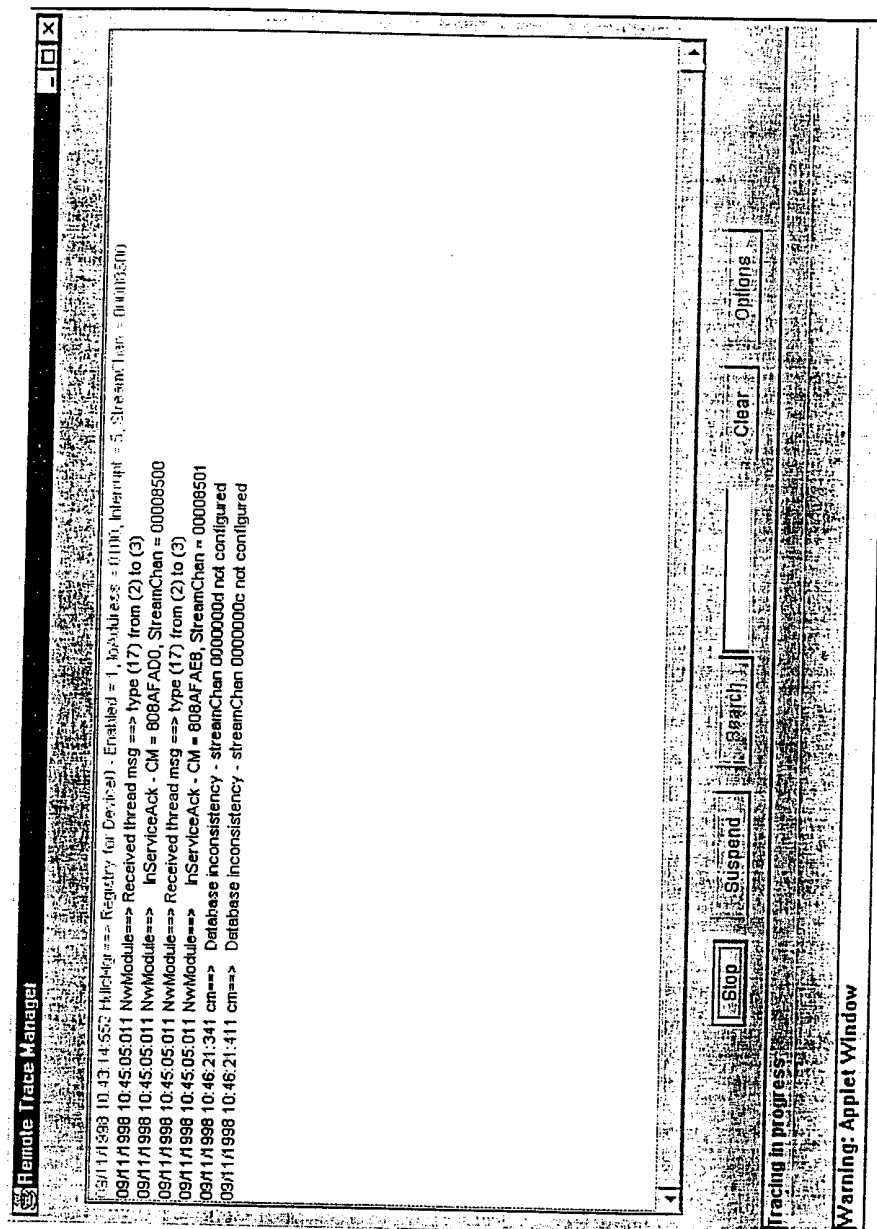 Remote Trace Manager
09/11/1998 10:43:14:552 HdlcMgr==> Registry for Device0 - Enabled = 1, IoAddress = 0100, Interrupt = 5, StreamChan = 00008500
09/11/1998 10:45:05:011 NwModule==> Received thread msg ==> type (17) from (2) to (3)
09/11/1998 10:45:05:011 NwModule==> InServiceAck - CM = 808AFAD0, StreamChan = 00008500
09/11/1998 10:45:05:011 NwModule==> Received thread msg ==> type (17) from (2) to (3)
09/11/1998 10:45:05:011 NwModule==> InServiceAck - CM = 808AFAEB, StreamChan = 00008501
09/11/1998 10:46:21:341 cm==> Database inconsistency - streamChan 0000000d not configured
09/11/1998 10:46:21:411 cm==> Database inconsistency - streamChan 0000000c not configured
Stop Suspend Search Clear Options
Tracing in progress
Warning: Applet Window